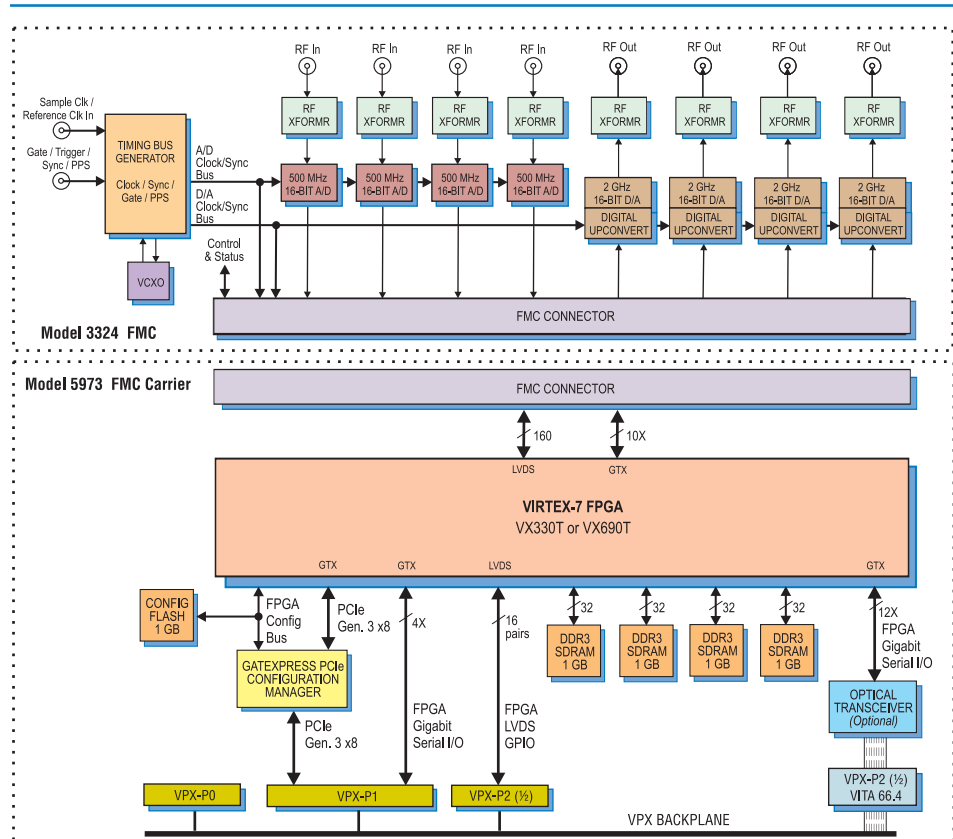 RF In
RF In
RF In
RF In
RF Out
RF Out
RF Out
RF Out
Sample Clk /
Reference Clk In
Gate / Trigger /
Sync / PPS
TIMING BUS
GENERATOR
Clock / Sync /
Gate / PPS
VCXO
A/D
Clock/Sync
Bus
D/A
Clock/Sync
Bus
Control
& Status
RF
XFORMR
RF
XFORMR
RF
XFORMR
RF
XFORMR
RF
XFORMR
RF
XFORMR
RF
XFORMR
RF
XFORMR
500 MHz
16-BIT A/D
500 MHz
16-BIT A/D
500 MHz
16-BIT A/D
500 MHz
16-BIT A/D
2 GHz
16-BIT D/A
DIGITAL
UPCONVERT
2 GHz
16-BIT D/A
DIGITAL
UPCONVERT
2 GHz
16-BIT D/A
DIGITAL
UPCONVERT
2 GHz
16-BIT D/A
DIGITAL
UPCONVERT
FMC CONNECTOR
Model 3324 FMC
Model 5973 FMC Carrier
FMC CONNECTOR
160
10X
LVDS
GTX
VIRTEX-7 FPGA
VX330T or VX690T
GTX
GTX
LVDS
GTX
CONFIG
FLASH
1 GB
FPGA
Config
Bus
PCIe
Gen. 3 x8
4X
16
pairs
32
32
32
32
12X
FPGA
Gigabit
Serial I/O
DDR3
SDRAM
1 GB
DDR3
SDRAM
1 GB
DDR3
SDRAM
1 GB
DDR3
SDRAM
1 GB
GATEXPRESS PCIe
CONFIGURATION
MANAGER
PCIe
Gen. 3 x8
FPGA
Gigabit
Serial I/O
FPGA
LVDS
GPIO
OPTICAL
TRANSCEIVER
(Optional)
VPX-P0
VPX-P1
VPX-P2 (½)
VPX-P2 (½)
VITA 66.4
VPX BACKPLANE